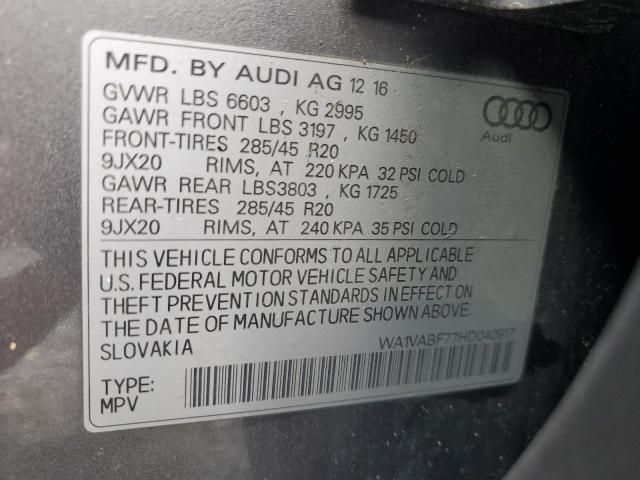 MFD. BY AUDI AG 12 16
GVWR LBS 6603 , KG 2995
GAWR FRONT LBS 3197 , KG 1450
FRONT-TIRES 285/45 R20
9JX20 RIMS, AT 220 KPA 32 PSI COLD
GAWR REAR LBS3803 , KG 1725
REAR-TIRES 285/45 R20
9JX20 RIMS, AT 240 KPA 35 PSI COLD
Audi
THIS VEHICLE CONFORMS TO ALL APPLICABLE
U.S. FEDERAL MOTOR VEHICLE SAFETY AND
THEFT PREVENTION STANDARDS IN EFFECT ON
THE DATE OF MANUFACTURE SHOWN ABOVE.
SLOVAKIA
WA1VABF77HD040917
TYPE:
MPV